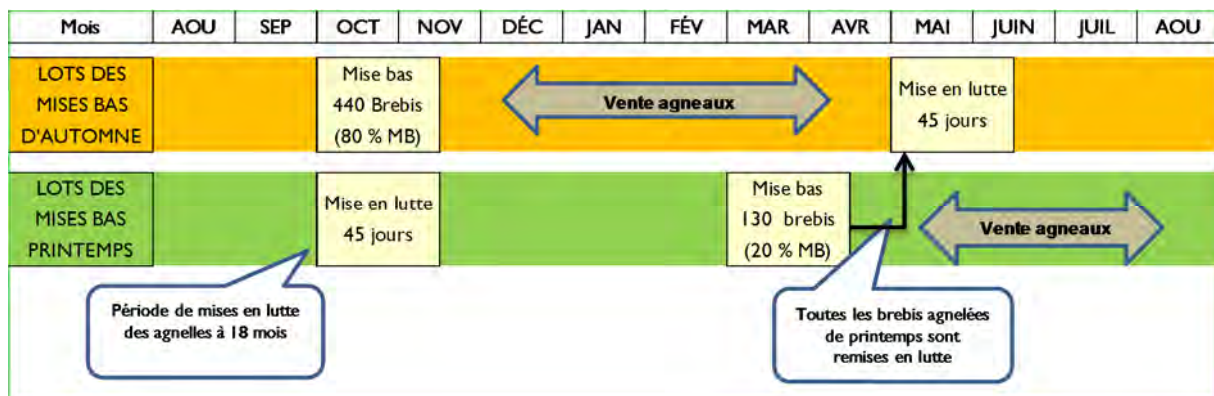 Mois AOU SEP OCT NOV DÉC JAN FÉV MAR AVR MAI JUIN JUIL AOU
LOTS DES
MISES BAS
D'AUTOMNE
Mise bas
440 Brebis
(80 % MB)
Vente agneaux
Mise en lutte
45 jours
LOTS DES
MISES BAS
PRINTEMPS
Mise en lutte
45 jours
Mise bas
130 brebis
(20 % MB)
Vente agneaux
Période de mises en lutte
des agnelles à 18 mois
Toutes les brebis agnelées
de printemps sont
remises en lutte